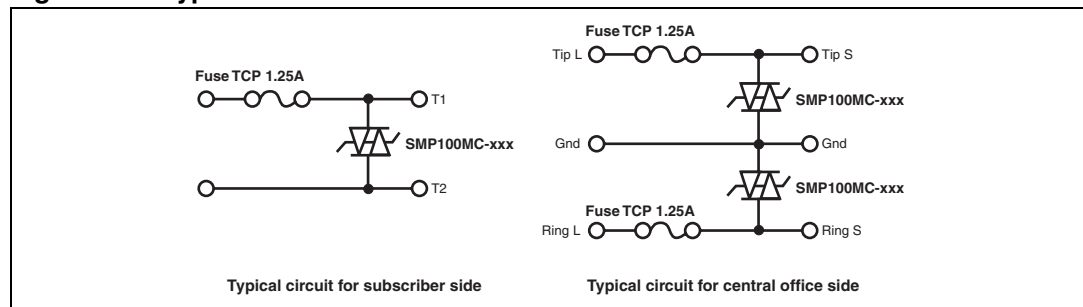 Fuse TCP 1.25A
T1
SMP100MC-xxx
T2
Typical circuit for subscriber side
Fuse TCP 1.25A
Tip L
Tip S
SMP100MC-xxx
Gnd
Gnd
SMP100MC-xxx
Fuse TCP 1.25A
Ring L
Ring S
Typical circuit for central office side